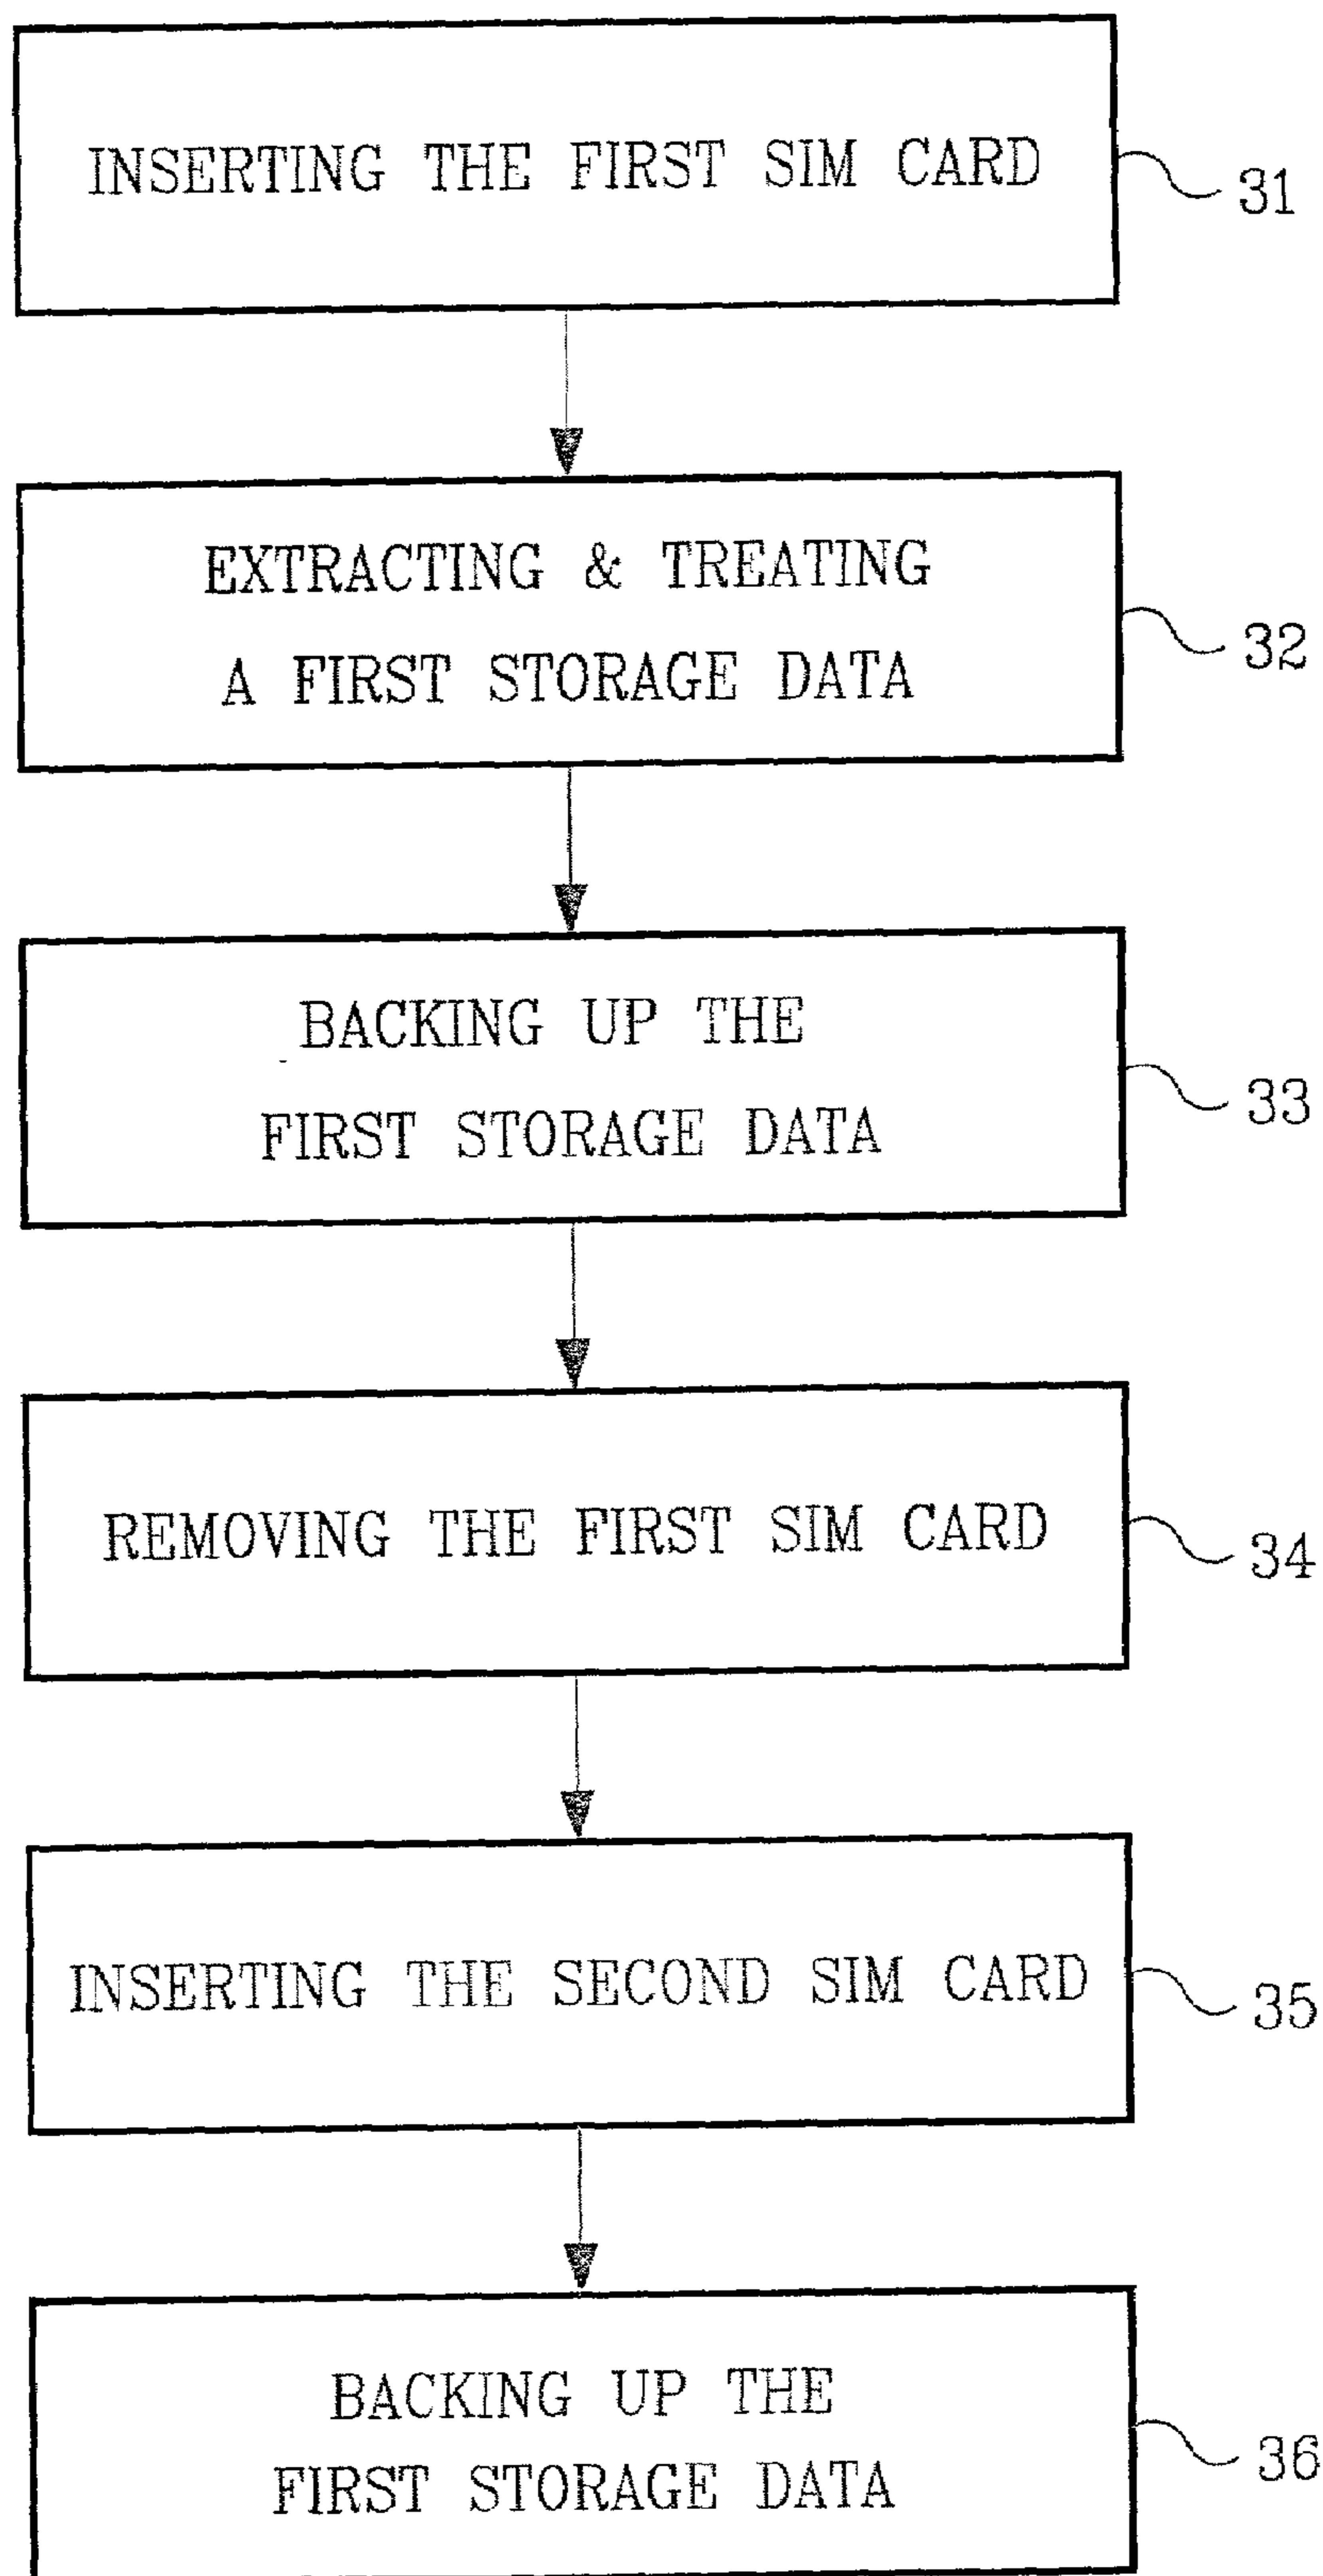 INSERTING THE FIRST SIM CARD
31
EXTRACTING & TREATING
A FIRST STORAGE DATA
32
BACKING UP THE
FIRST STORAGE DATA
33
REMOVING THE FIRST SIM CARD
34
INSERTING THE SECOND SIM CARD
35
BACKING UP THE
FIRST STORAGE DATA
36